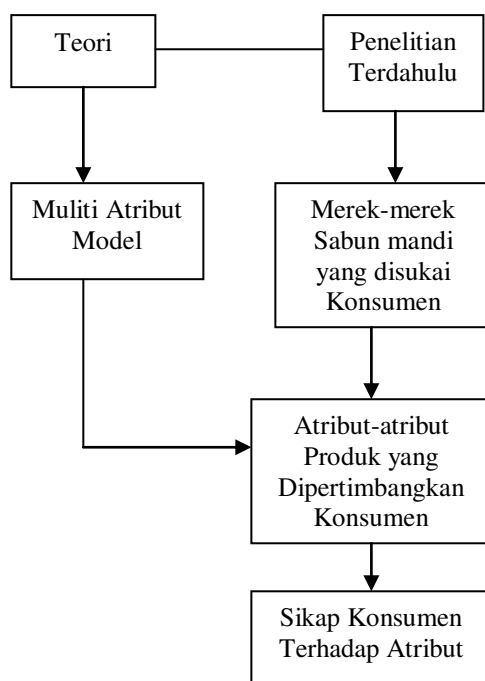 Teori
Penelitian
Terdahulu
Muliti Atribut
Model
Merek-merek
Sabun mandi
yang disukai
Konsumen
Atribut-atribut
Produk yang
Dipertimbangkan
Konsumen
Sikap Konsumen
Terhadap Atribut